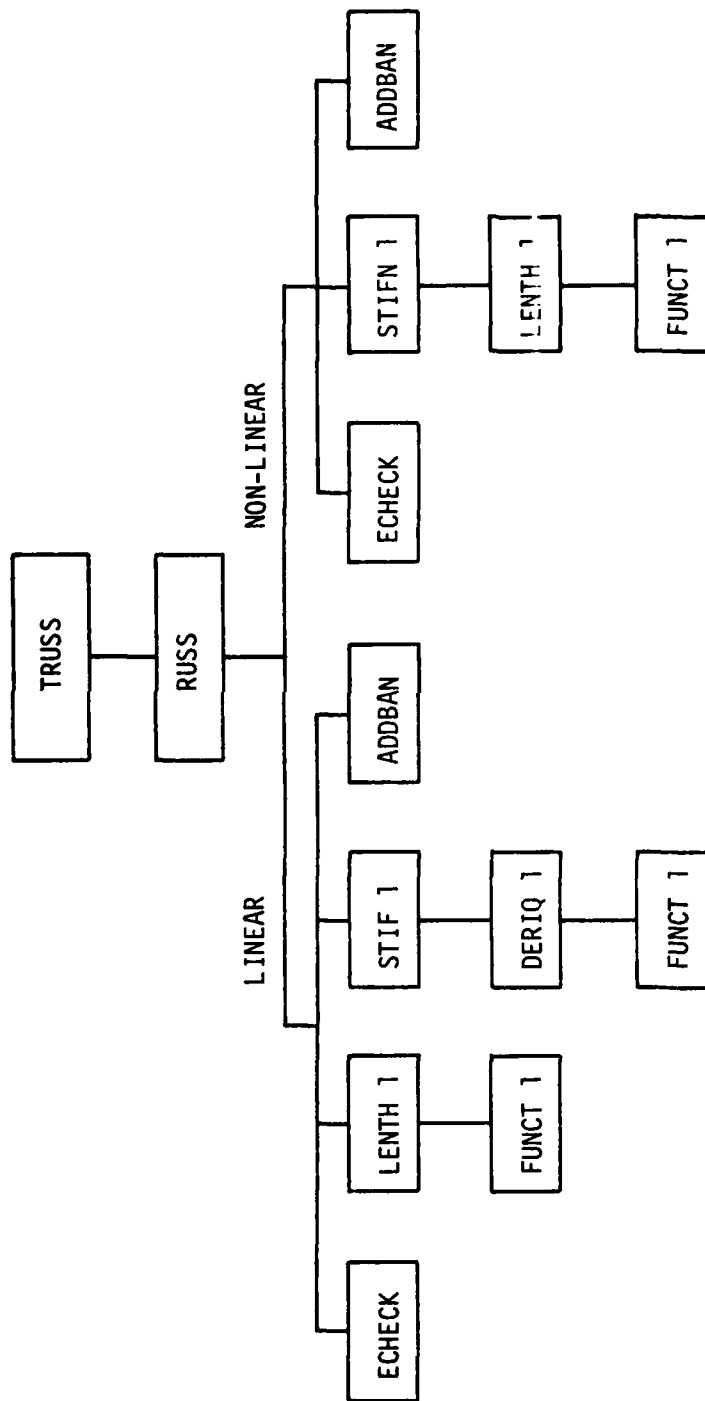 TRUSS
RUSS
LINEAR
NON-LINEAR
ECHECK
LENTH 1
STIF 1
ADDBAN
ECHECK
STIFN 1
ADDBAN
FUNCT 1
DERIQ 1
LENTH 1
FUNCT 1
FUNCT 1